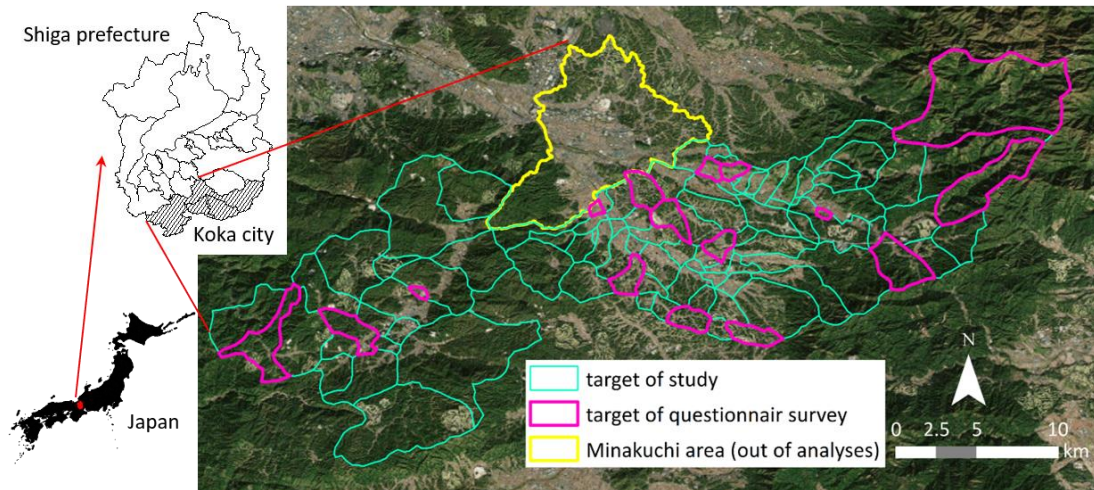 Shiga prefecture
Koka city
Japan
target of study
target of questionnair survey
Minakuchi area (out of analyses)
N
0 2.5 5 10
km